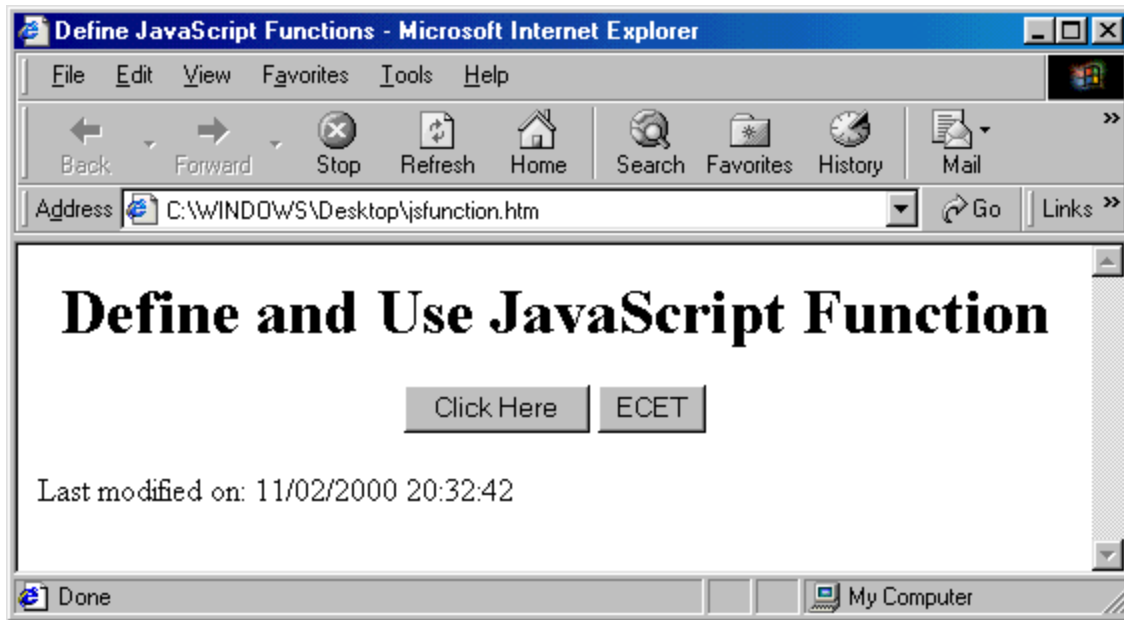 Define JavaScript Functions - Microsoft Internet Explorer
File Edit View Favorites Tools Help
Back Forward Stop Refresh Home Search Favorites History Mail »
Address C:\WINDOWS\Desktop\jsfunction.htm Go Links »
Define and Use JavaScript Function
Click Here ECET
Last modified on: 11/02/2000 20:32:42
Done My Computer